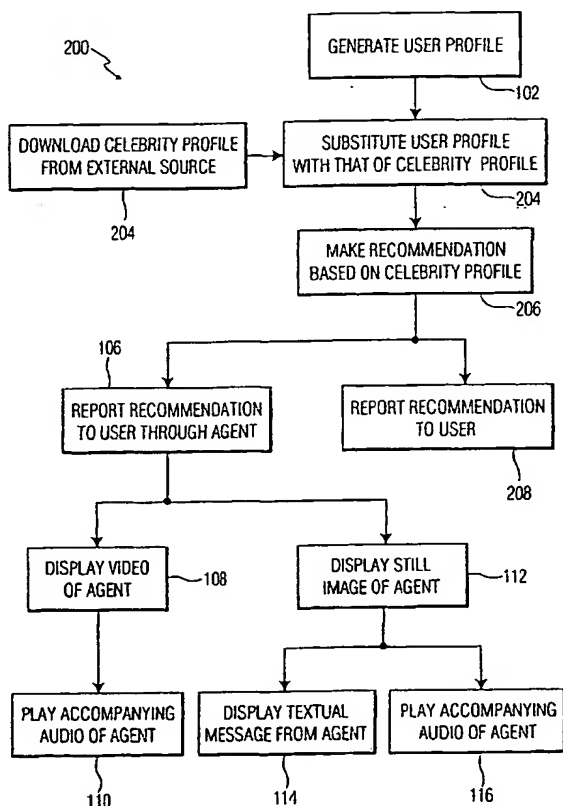 200
GENERATE USER PROFILE
102
DOWNLOAD CELEBRITY PROFILE
FROM EXTERNAL SOURCE
204
SUBSTITUTE USER PROFILE
WITH THAT OF CELEBRITY PROFILE
204
MAKE RECOMMENDATION
BASED ON CELEBRITY PROFILE
206
106
REPORT RECOMMENDATION
TO USER THROUGH AGENT
REPORT RECOMMENDATION
TO USER
208
DISPLAY VIDEO
OF AGENT
108
DISPLAY STILL
IMAGE OF AGENT
112
PLAY ACCOMPANYING
AUDIO OF AGENT
110
DISPLAY TEXTUAL
MESSAGE FROM AGENT
114
PLAY ACCOMPANYING
AUDIO OF AGENT
116